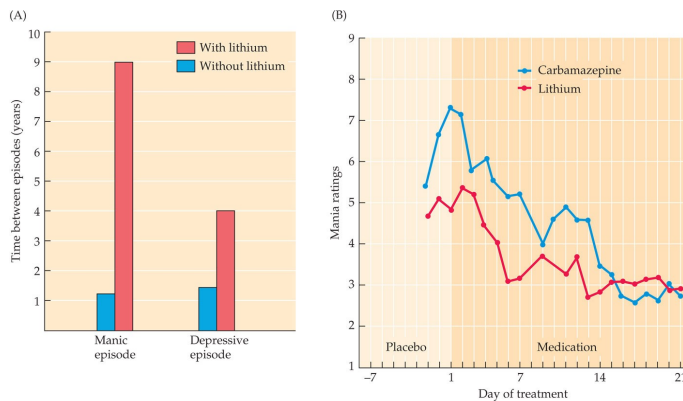 (A)
Time between episodes (years)
10
9
8
7
6
5
4
3
2
1
With lithium
Without lithium
Manic
episode
Depressive
episode
(B)
Mania ratings
9
8
7
6
5
4
3
2
1
Carbamazepine
Lithium
Placebo
Medication
–7
1
7
14
21
Day of treatment